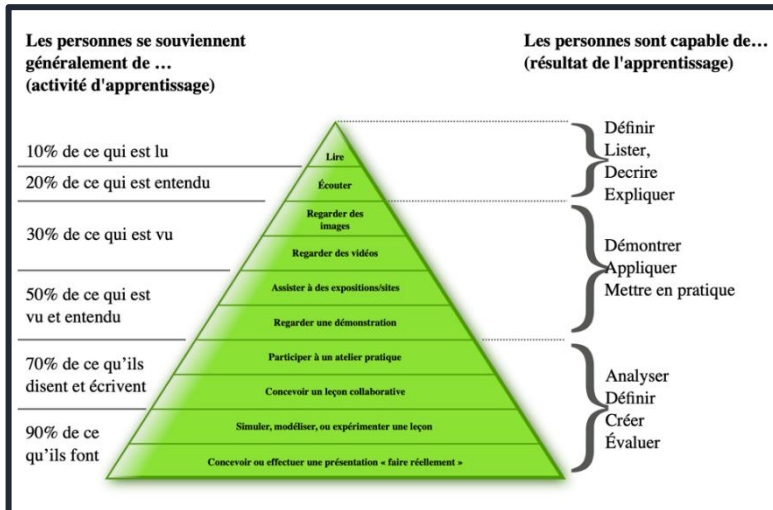 Les personnes se souviennent
généralement de …
(activité d'apprentissage)
10% de ce qui est lu
20% de ce qui est entendu
30% de ce qui est vu
50% de ce qui est
vu et entendu
70% de ce qu'ils
disent et écrivent
90% de ce
qu'ils font
Lire
Écouter
Regarder des
images
Regarder des vidéos
Assister à des expositions/sites
Regarder une démonstration
Participer à un atelier pratique
Concevoir un leçon collaborative
Simuler, modéliser, ou expérimenter une leçon
Concevoir ou effectuer une présentation « faire réellement »
Les personnes sont capable de…
(résultat de l'apprentissage)
Définir
Lister,
Decrire
Expliquer
Démontrer
Appliquer
Mettre en pratique
Analyser
Définir
Créer
Évaluer